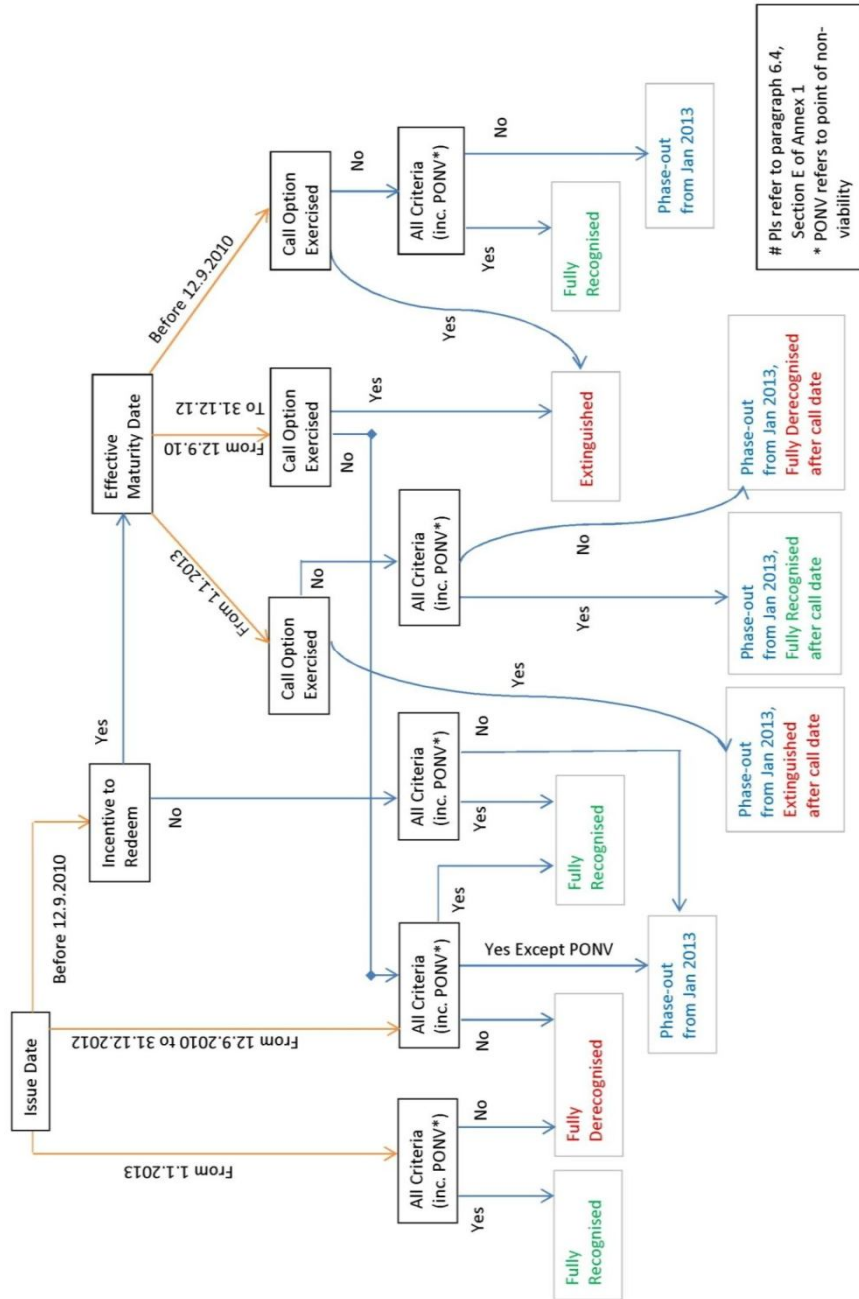 Issue Date
From 1.1.2013
From 12.9.2010 to 31.12.2012
Before 12.9.2010
Incentive to
Redeem
Yes
No
Effective
Maturity Date
From 1.1.2013
From 12.9.10
To 31.12.12
Before 12.9.2010
Call Option
Exercised
No
Yes
Call Option
Exercised
No
Yes
Call Option
Exercised
No
Yes
All Criteria
(inc. PONV*)
Yes
No
All Criteria
(inc. PONV*)
No
Yes Except PONV
Yes
All Criteria
(inc. PONV*)
Yes
No
All Criteria
(inc. PONV*)
Yes
No
All Criteria
(inc. PONV*)
Yes
No
Fully
Recognised
Fully
Derecognised
Fully
Recognised
Extinguished
Fully
Recognised
Phase-out
from Jan 2013
Phase-out
from Jan 2013
Phase-out
from Jan 2013,
Extinguished
after call date
Phase-out
from Jan 2013,
Fully Recognised
after call date
Phase-out
from Jan 2013,
Fully Derecognised
after call date
# Pls refer to paragraph 6.4,
Section E of Annex 1
* PONV refers to point of non-
viability